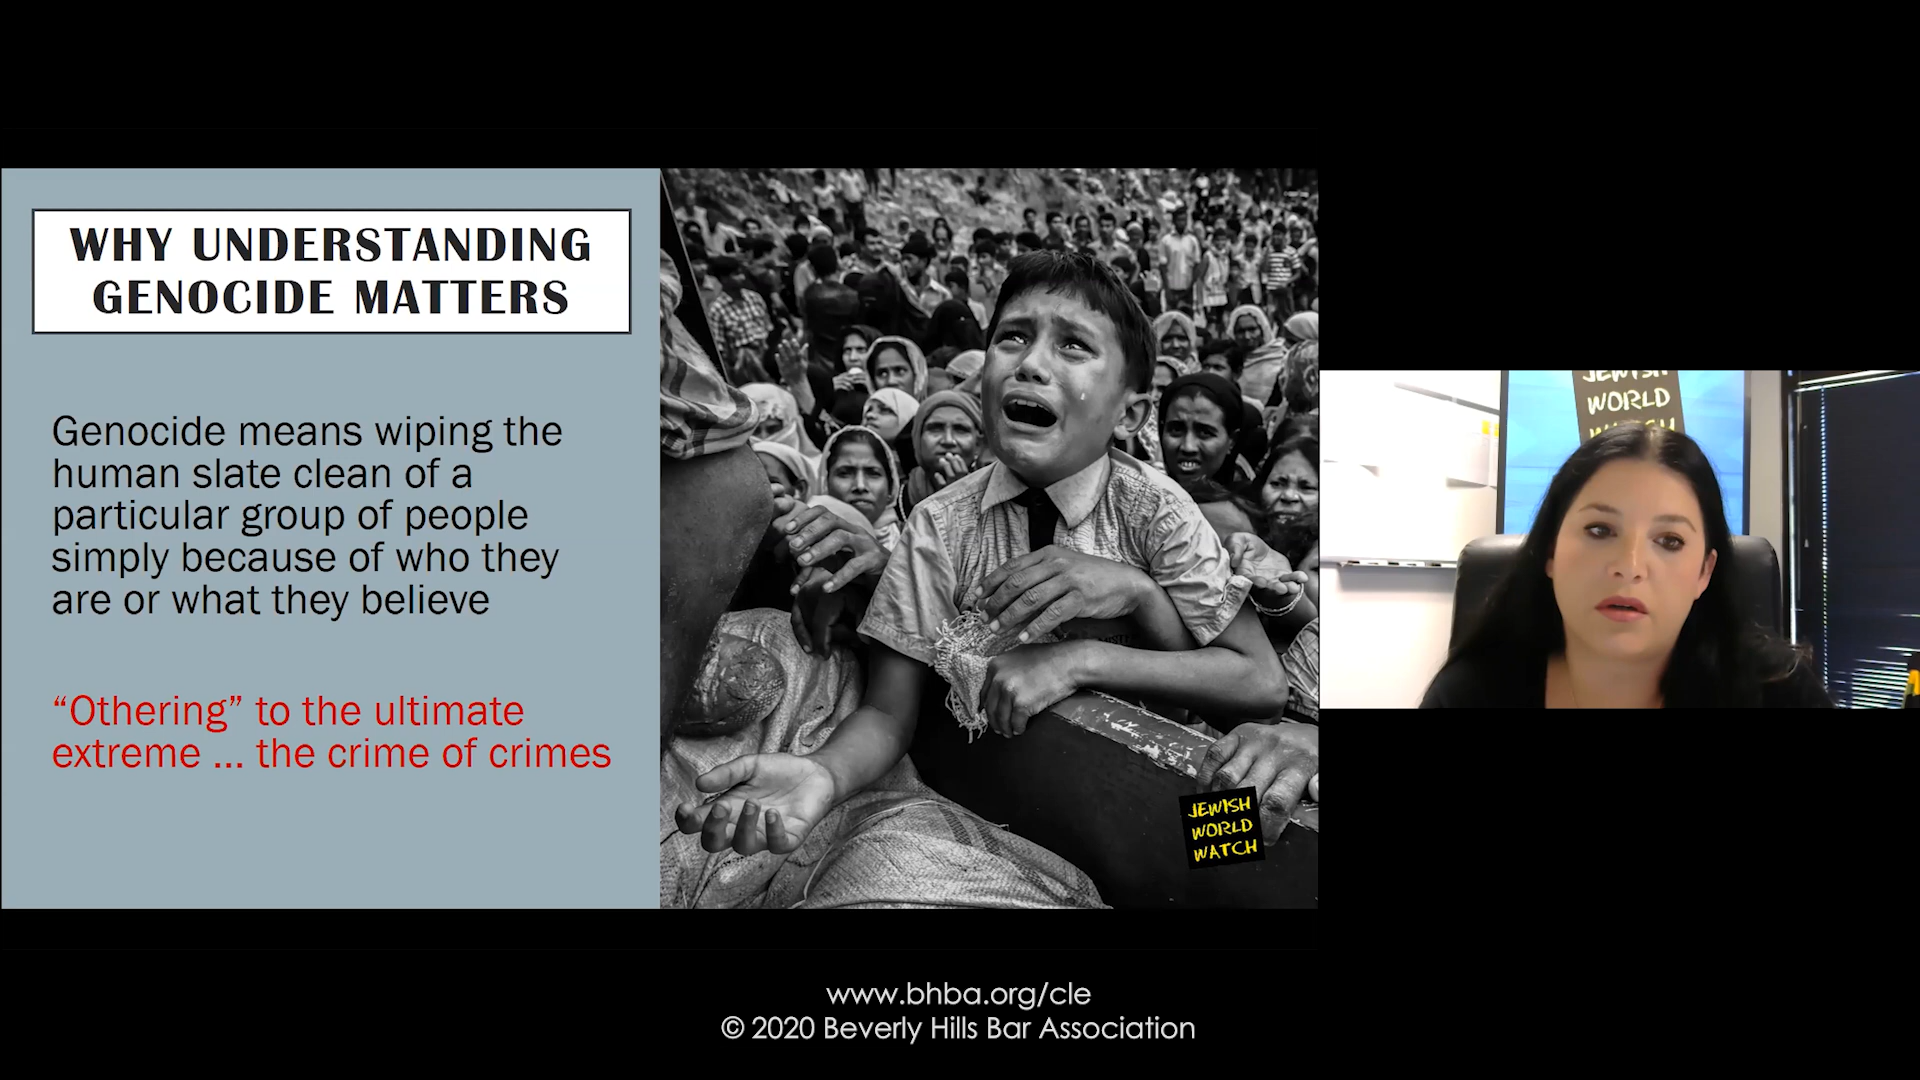 WHY UNDERSTANDING
GENOCIDE MATTERS
Genocide means wiping the
human slate clean of a
particular group of people
simply because of who they
are or what they believe
“Othering” to the ultimate
extreme ... the crime of crimes
JEWISH
WORLD
WATCH
JEWISH
WORLD
WATCH
www.bhba.org/cle
© 2020 Beverly Hills Bar Association